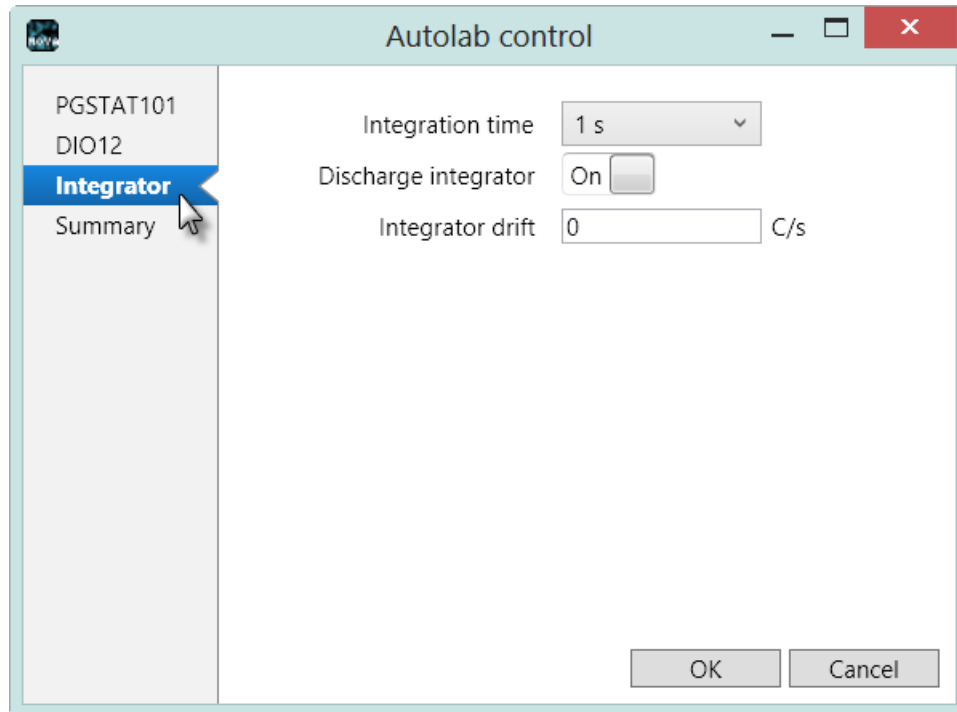 Autolab control
PGSTAT101
DIO12
Integrator
Summary
Integration time 1 s
Discharge integrator On
Integrator drift 0 C/s
OK Cancel